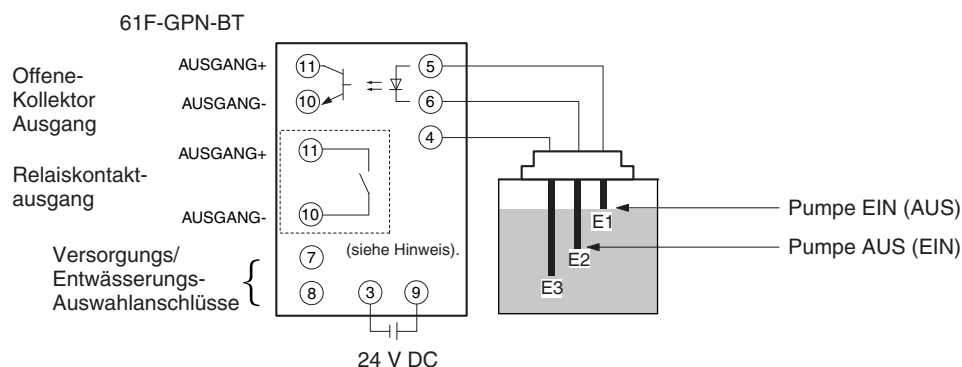 61F-GPN-BT
Offene-
Kollektor
Ausgang
AUSGANG+
AUSGANG-
11
10
5
6
4
Relaiskontakt-
ausgang
AUSGANG+
AUSGANG-
11
10
(siehe Hinweis).
Versorgungs/
Entwässerungs-
Auswahlanschlüsse
7
8
3
9
24 V DC
E1
E2
E3
Pumpe EIN (AUS)
Pumpe AUS (EIN)